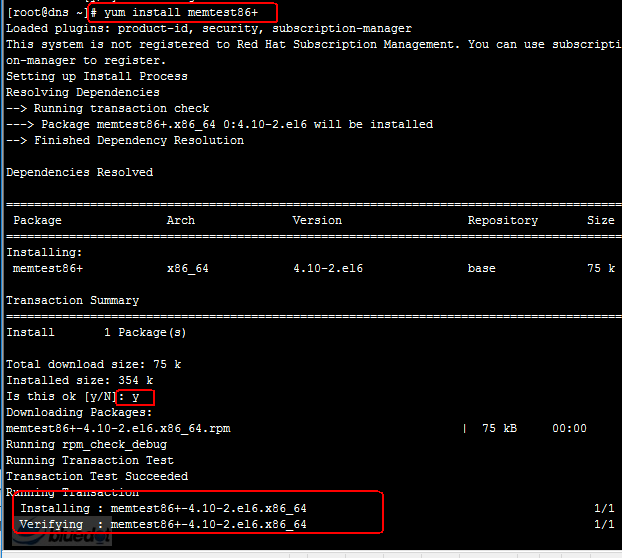 [root@dns ~]# yum install memtest86+
Loaded plugins: product-id, security, subscription-manager
This system is not registered to Red Hat Subscription Management. You can use subscripti
on-manager to register.
Setting up Install Process
Resolving Dependencies
--> Running transaction check
---> Package memtest86+.x86_64 0:4.10-2.el6 will be installed
--> Finished Dependency Resolution
Dependencies Resolved
================================================================================
Package Arch Version Repository Size
================================================================================
Installing:
memtest86+ x86_64 4.10-2.el6 base 75 k
Transaction Summary
================================================================================
Install 1 Package(s)
Total download size: 75 k
Installed size: 354 k
Is this ok [y/N]: y
Downloading Packages:
memtest86+-4.10-2.el6.x86_64.rpm | 75 kB 00:00
Running rpm_check_debug
Running Transaction Test
Transaction Test Succeeded
Running Transaction
Installing : memtest86+-4.10-2.el6.x86_64 1/1
Verifying : memtest86+-4.10-2.el6.x86_64 1/1
bluedot